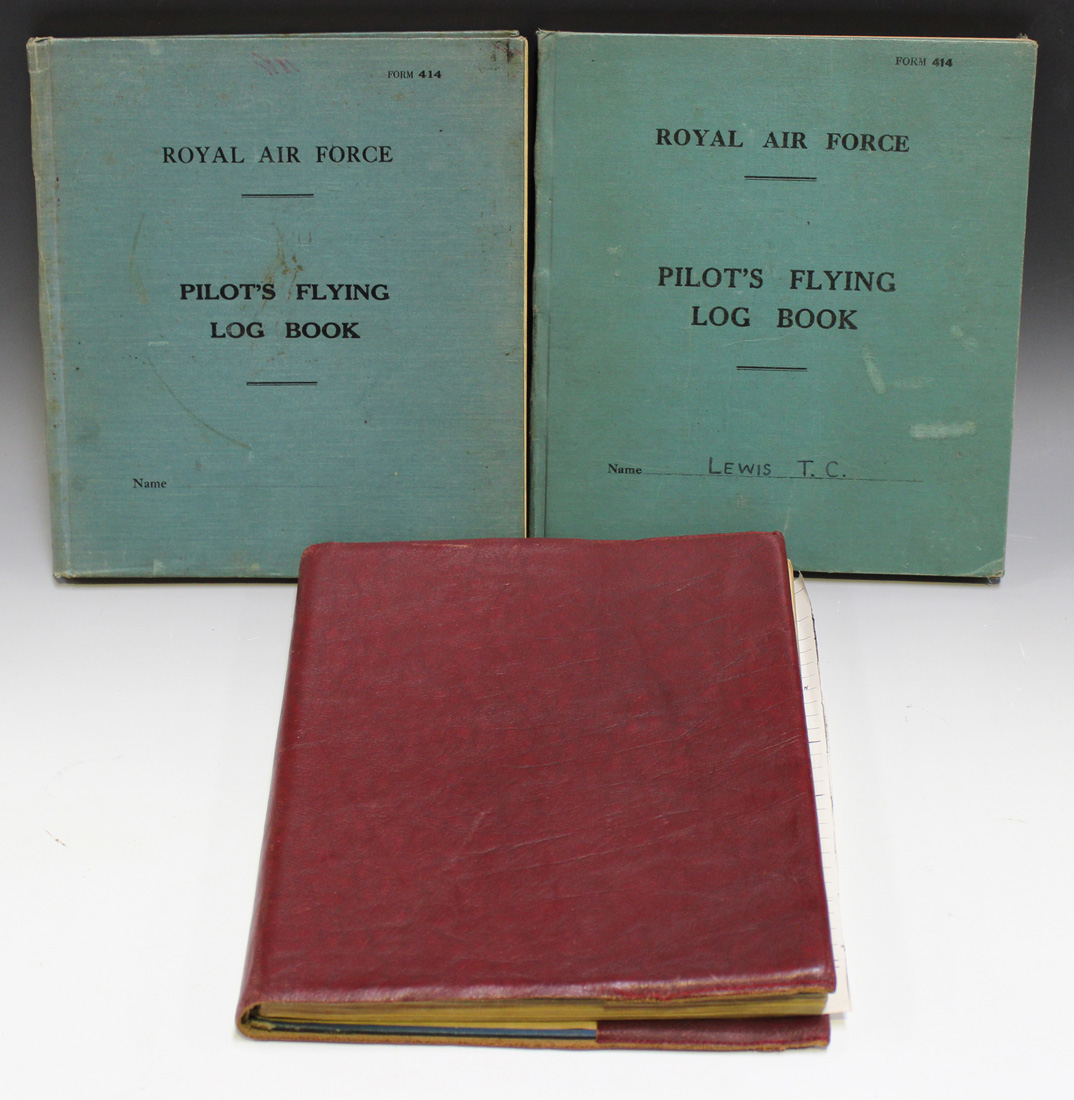 FORM 414
ROYAL AIR FORCE
PILOT'S FLYING
LOG BOOK
Name
FORM 414
ROYAL AIR FORCE
PILOT'S FLYING
LOG BOOK
Name LEWIS T. C.